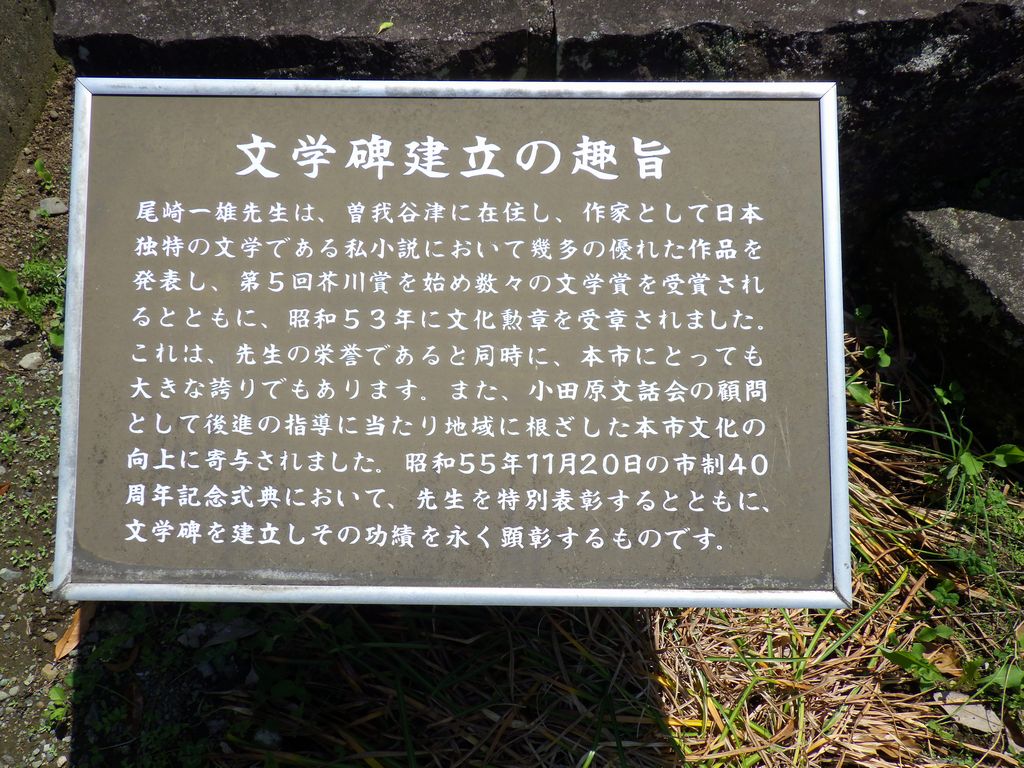 文学碑建立の趣旨
尾崎一雄先生は、曽我谷津に在住し、作家として日本
独特の文学である私小説において幾多の優れた作品を
発表し、第5回芥川賞を始め数々の文学賞を受賞され
るとともに、昭和53年に文化勲章を受章されました。
これは、先生の栄誉であると同時に、本市にとっても
大きな誇りでもあります。また、小田原文話会の顧問
として後進の指導に当たり地域に根ざした本市文化の
向上に寄与されました。昭和55年11月20日の市制40
周年記念式典において、先生を特別表彰するとともに、
文学碑を建立しその功績を永く顕彰するものです。